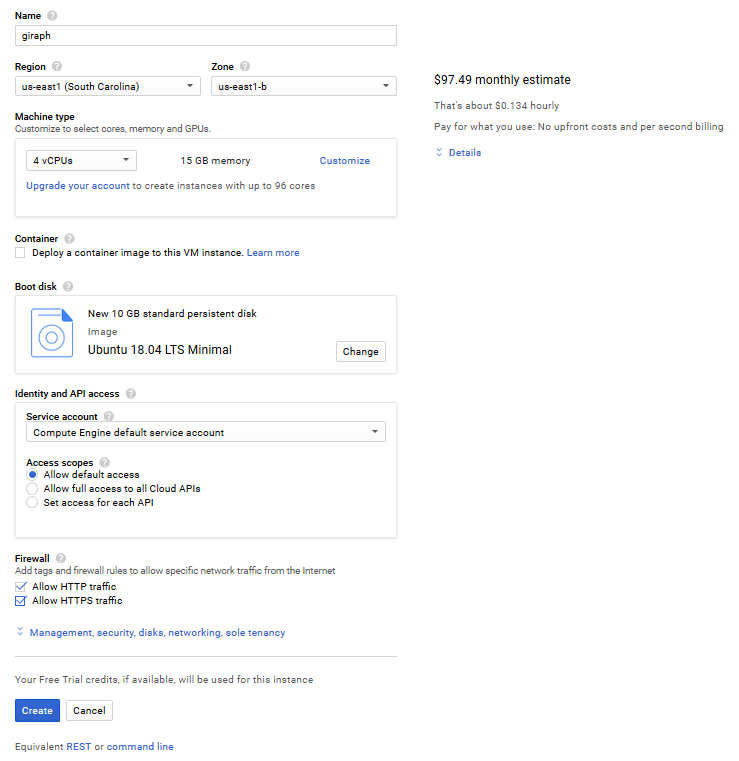 Name
giraph
Region Zone
us-east1 (South Carolina) us-east1-b
$97.49 monthly estimate
That's about $0.134 hourly
Pay for what you use: No upfront costs and per second billing
Details
Machine type
Customize to select cores, memory and GPUs.
4 vCPUs 15 GB memory Customize
Upgrade your account to create instances with up to 96 cores
Container
Deploy a container image to this VM instance. Learn more
Boot disk
New 10 GB standard persistent disk
Image
Ubuntu 18.04 LTS Minimal
Change
Identity and API access
Service account
Compute Engine default service account
Access scopes
Allow default access
Allow full access to all Cloud APIs
Set access for each API
Firewall
Add tags and firewall rules to allow specific network traffic from the Internet
Allow HTTP traffic
Allow HTTPS traffic
Management, security, disks, networking, sole tenancy
Your Free Trial credits, if available, will be used for this instance
Create Cancel
Equivalent REST or command line